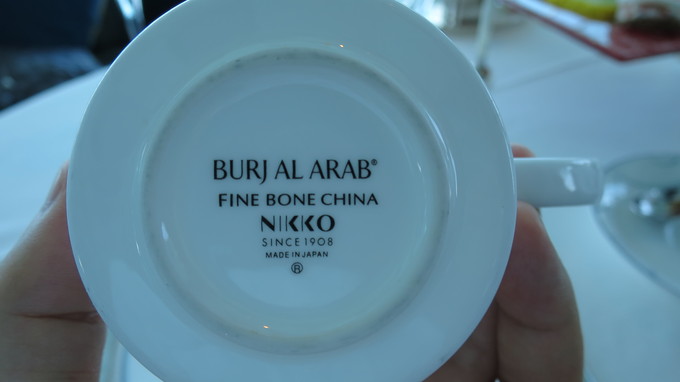 BURJ AL ARAB®
FINE BONE CHINA
NIKKO
SINCE 1908
MADE IN JAPAN
®